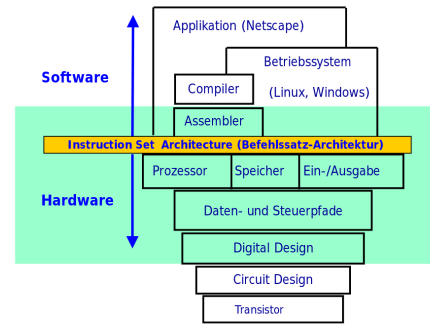 Applikation (Netscape)
Betriebssystem
Software
Compiler
(Linux, Windows)
Assembler
Instruction Set Architecture (Befehlssatz-Architektur)
Prozessor
Speicher
Ein-/Ausgabe
Hardware
Daten- und Steuerpfade
Digital Design
Circuit Design
Transistor